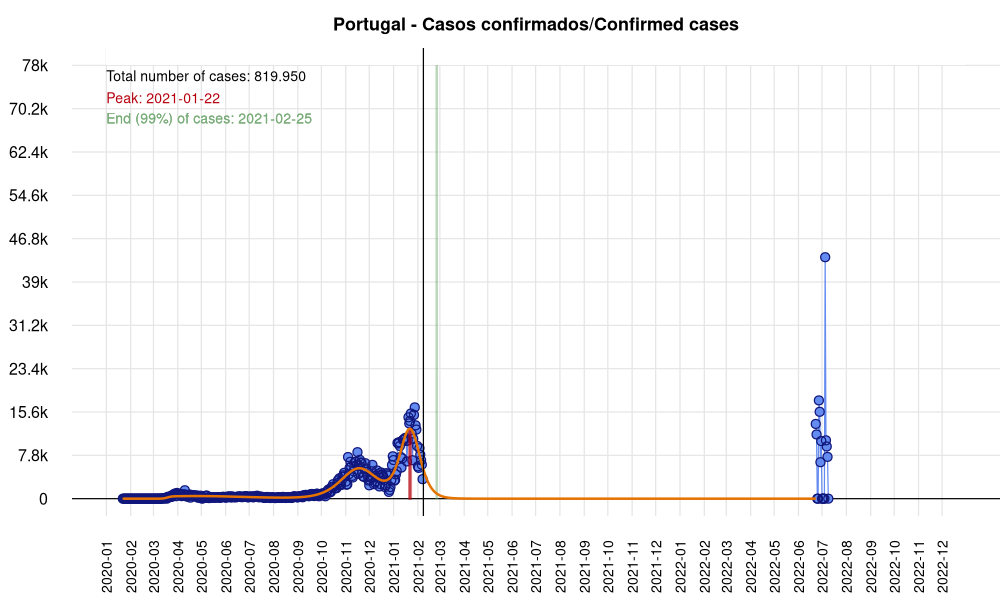 Portugal - Casos confirmados/Confirmed cases
Total number of cases: 819.950
Peak: 2021-01-22
End (99%) of cases: 2021-02-25
78k
70.2k
62.4k
54.6k
46.8k
39k
31.2k
23.4k
15.6k
7.8k
0
2020-01
2020-02
2020-03
2020-04
2020-05
2020-06
2020-07
2020-08
2020-09
2020-10
2020-11
2020-12
2021-01
2021-02
2021-03
2021-04
2021-05
2021-06
2021-07
2021-08
2021-09
2021-10
2021-11
2021-12
2022-01
2022-02
2022-03
2022-04
2022-05
2022-06
2022-07
2022-08
2022-09
2022-10
2022-11
2022-12